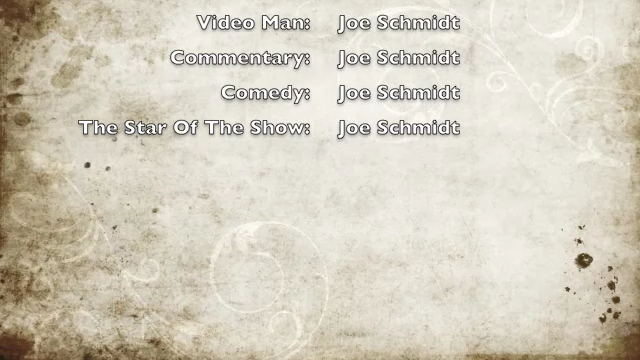 Video Man: Joe Schmidt
Commentary: Joe Schmidt
Comedy: Joe Schmidt
The Star Of The Show: Joe Schmidt